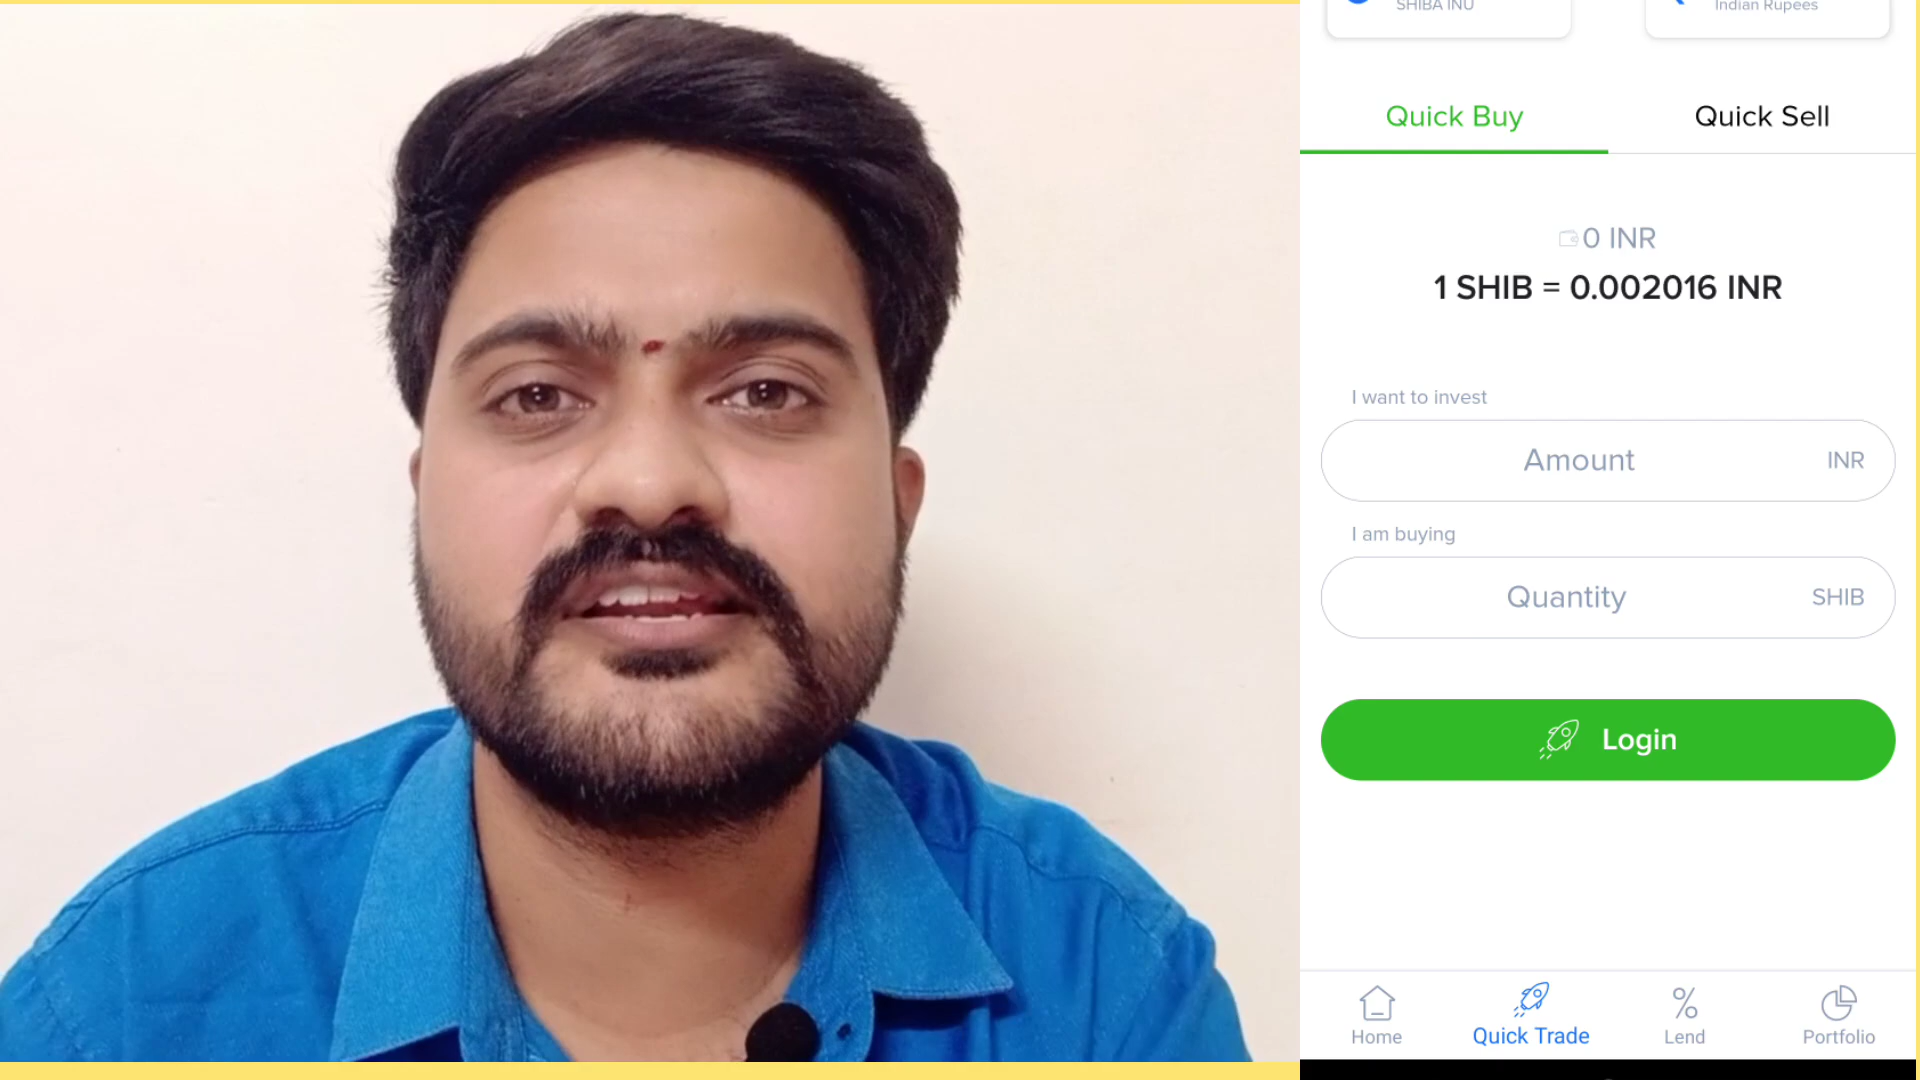 SHIBA INU
Indian Rupees
Quick Buy
Quick Sell
0 INR
1 SHIB = 0.002016 INR
I want to invest
Amount
INR
I am buying
Quantity
SHIB
Login
Home
Quick Trade
Lend
Portfolio